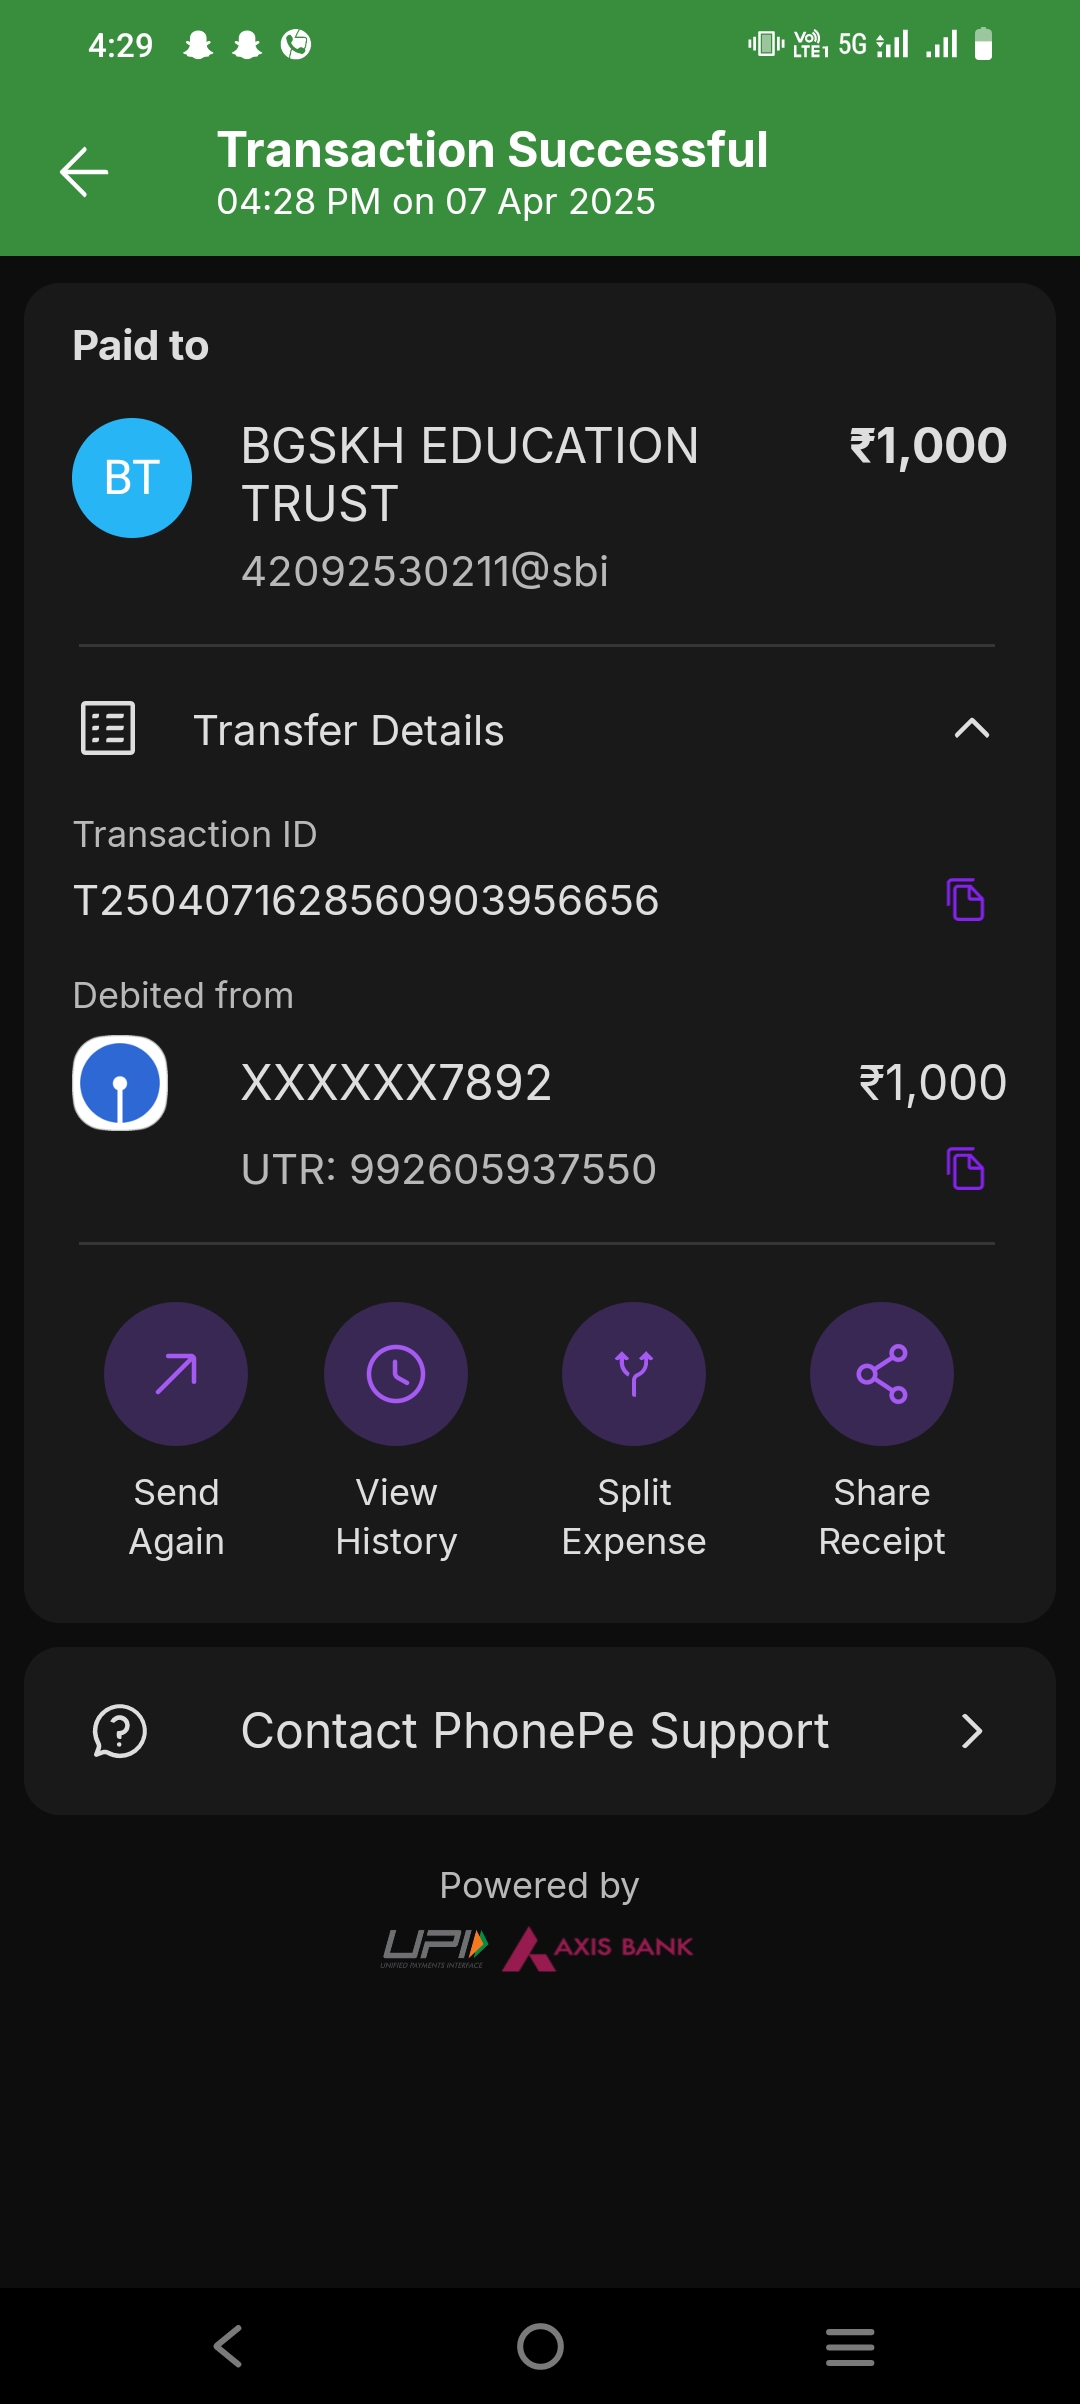 4:29
Vo) LTE1 5G
Transaction Successful
04:28 PM on 07 Apr 2025
Paid to
BT
BGSKH EDUCATION
TRUST
₹1,000
42092530211@sbi
Transfer Details
Transaction ID
T2504071628560903956656
Debited from
XXXXXX7892
₹1,000
UTR: 992605937550
Send
Again
View
History
Split
Expense
Share
Receipt
Contact PhonePe Support
Powered by
UPI
UNIFIED PAYMENTS INTERFACE
AXIS BANK